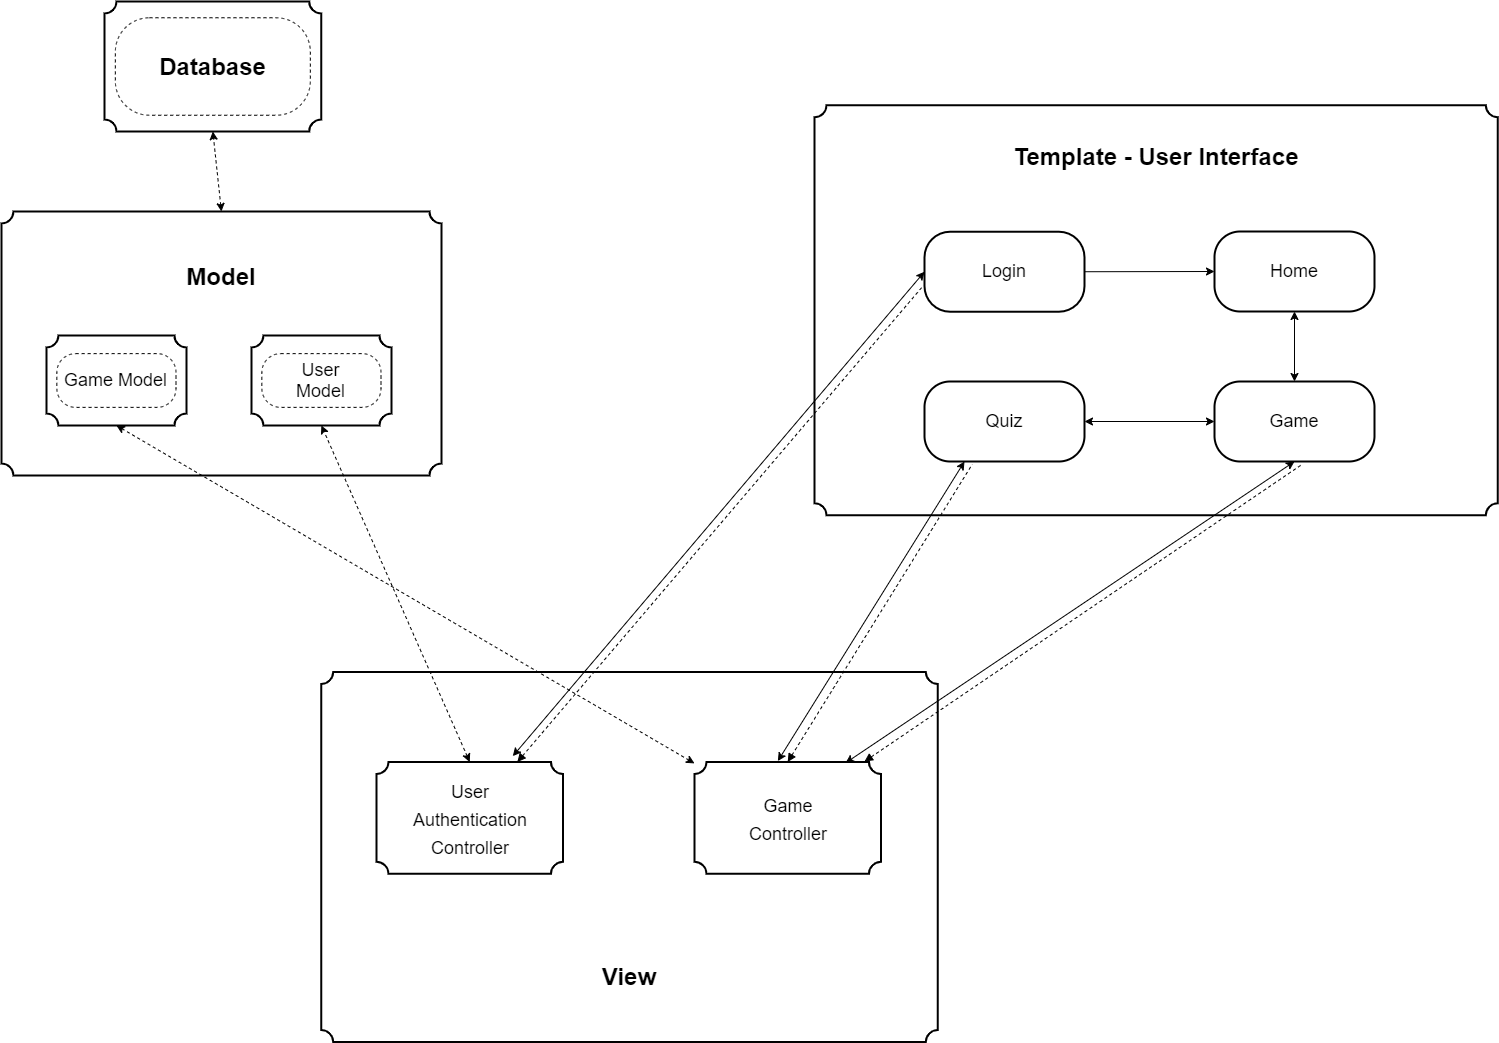 Database
Template - User Interface
Model
Login
Home
Game Model
User
Model
Quiz
Game
User
Authentication
Controller
Game
Controller
View